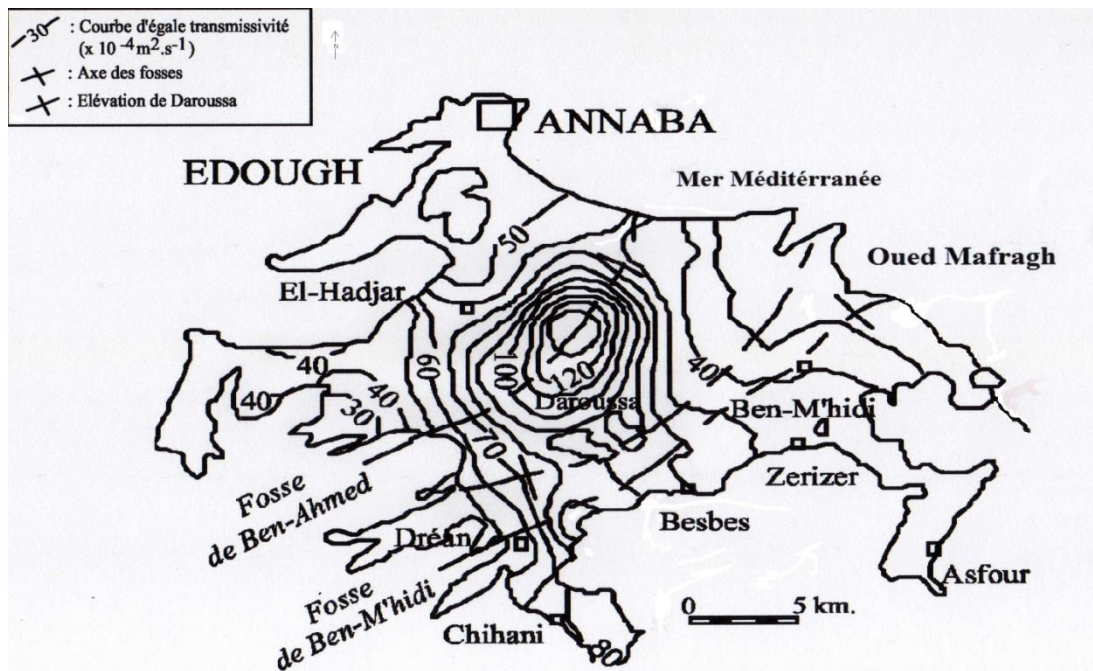 30 : Courbe d'égale transmissivité
(x 10 -4m2.s-1)
: Axe des fosses
: Elévation de Daroussa
ANNABA
EDOUGH
Mer Méditérranée
50
Oued Mafragh
El-Hadjar
40
60
100
120
40
40
40
30
Daroussa
Ben-M'hidi
70
Zerizer
Fosse
de Ben-Ahmed
Besbes
Dréan
Asfour
Fosse
de Ben-M'hidi
0 5 km.
Chihani
80